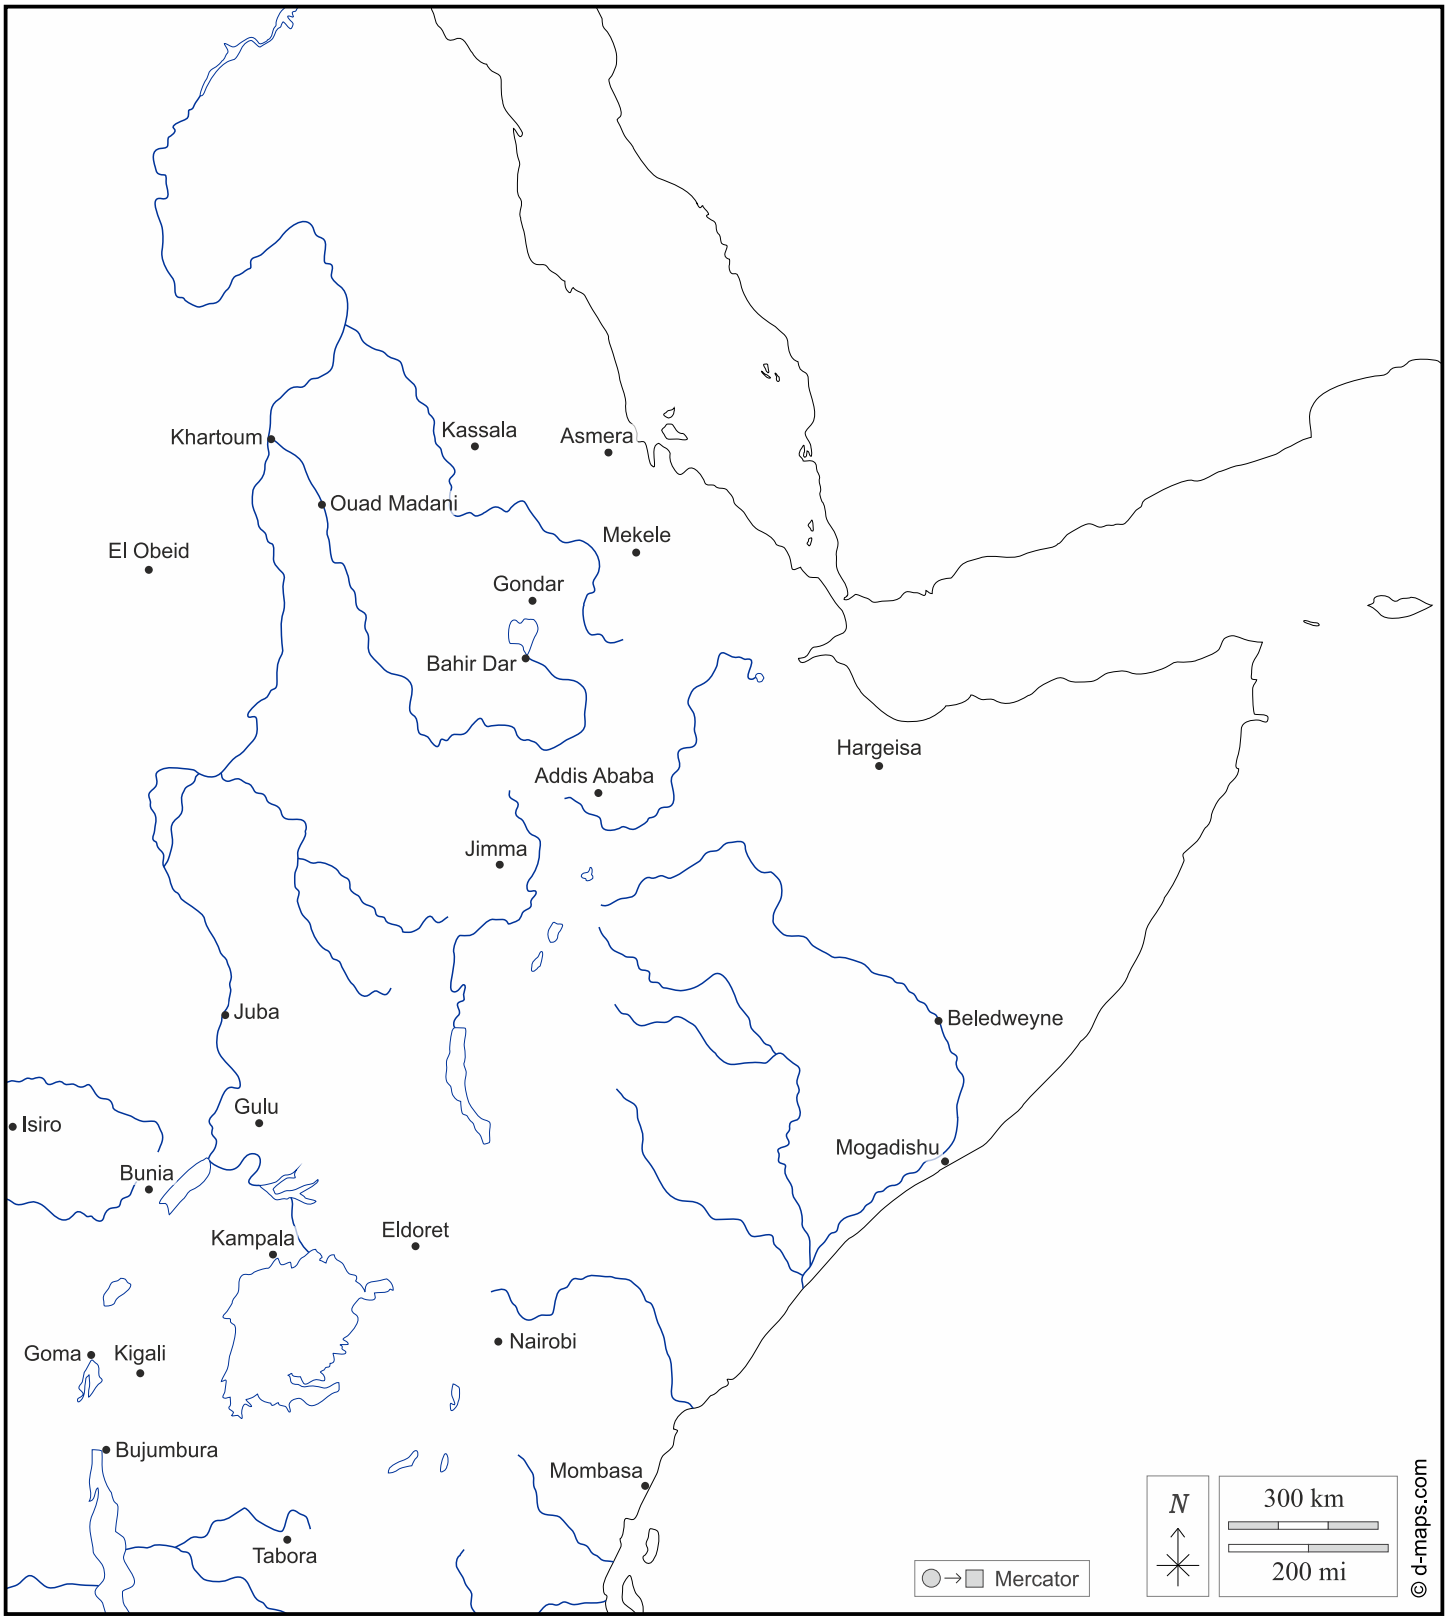 Khartoum
Kassala
Asmera
Ouad Madani
Mekele
El Obeid
Gondar
Bahir Dar
Hargeisa
Addis Ababa
Jimma
Juba
Beledweyne
Gulu
Isiro
Mogadishu
Bunia
Kampala
Eldoret
Nairobi
Goma
Kigali
Bujumbura
Mombasa
Tabora
Mercator
N
300 km
200 mi
© d-maps.com